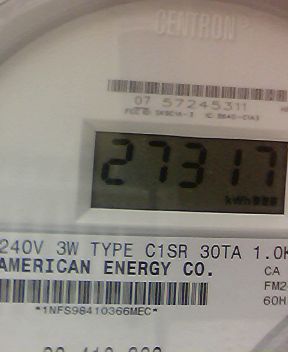 CENTRON®
07 57245311
27317
kWh
240V 3W TYPE C1SR 30TA 1.0K
AMERICAN ENERGY CO.
CA
FM2
60H
*1NFS98410366MEC*